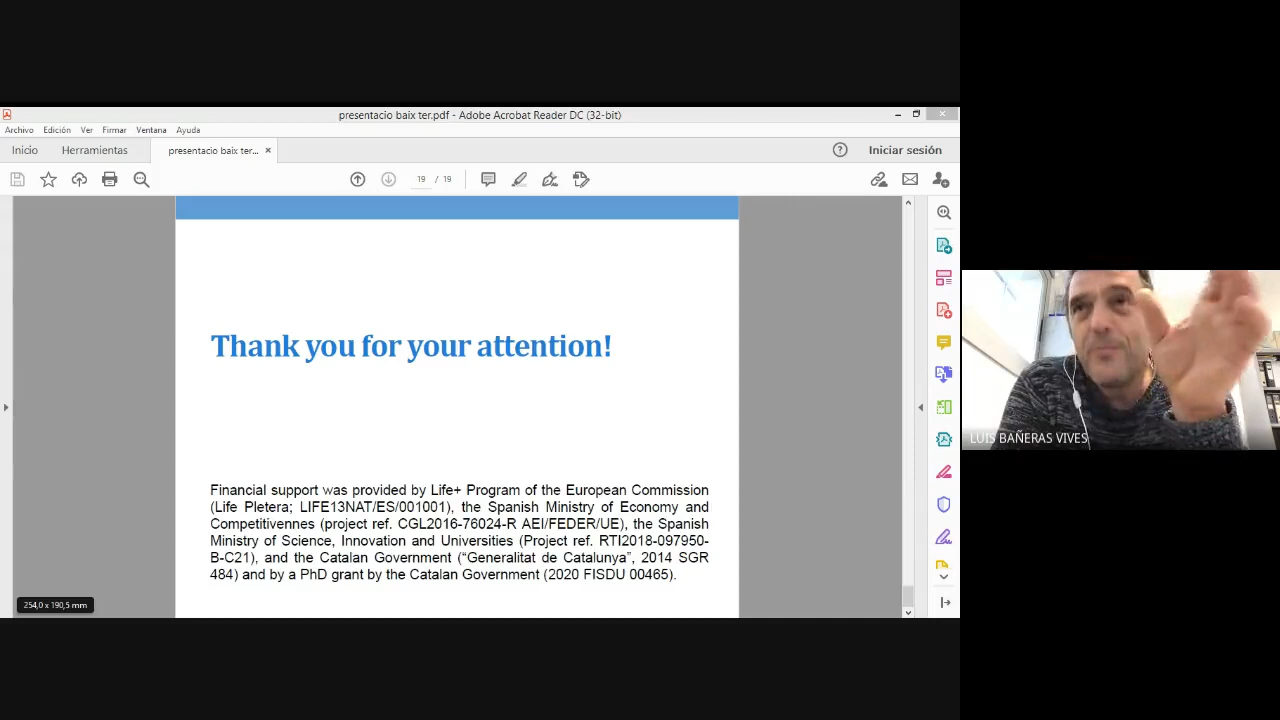 presentacio baix ter.pdf - Adobe Acrobat Reader DC (32-bit)
Archivo Edición Ver Firmar Ventana Ayuda
Inicio Herramientas presentacio baix ter... × Iniciar sesión
19 / 19
Thank you for your attention!
Financial support was provided by Life+ Program of the European Commission
(Life Pletera; LIFE13NAT/ES/001001), the Spanish Ministry of Economy and
Competitivennes (project ref. CGL2016-76024-R AEI/FEDER/UE), the Spanish
Ministry of Science, Innovation and Universities (Project ref. RTI2018-097950-
B-C21), and the Catalan Government (“Generalitat de Catalunya”, 2014 SGR
484) and by a PhD grant by the Catalan Government (2020 FISDU 00465).
254,0 x 190,5 mm
LUIS BAÑERAS VIVES